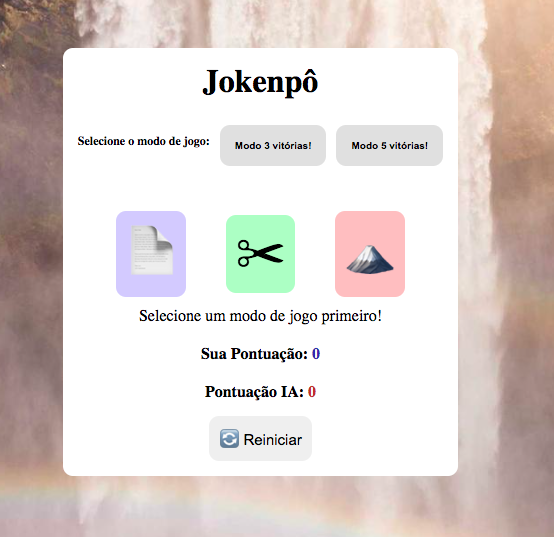 Jokenpô
Selecione o modo de jogo:
Modo 3 vitórias!
Modo 5 vitórias!
Selecione um modo de jogo primeiro!
Sua Pontuação: 0
Pontuação IA: 0
Reiniciar